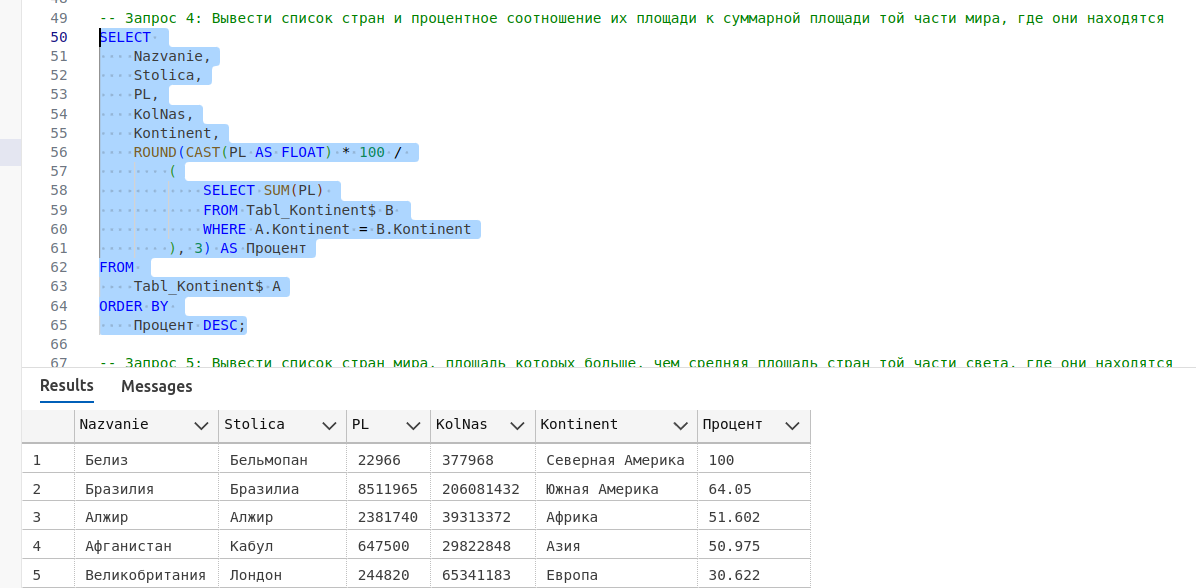 48
49 -- Запрос 4: Вывести список стран и процентное соотношение их площади к суммарной площади той части мира, где они находятся
50 SELECT
51 Nazvanie,
52 Stolica,
53 PL,
54 KolNas,
55 Kontinent,
56 ROUND(CAST(PL AS FLOAT) * 100 /
57 (
58 SELECT SUM(PL)
59 FROM Tabl_Kontinent$ B
60 WHERE A.Kontinent = B.Kontinent
61 ), 3) AS Процент
62 FROM
63 Tabl_Kontinent$ A
64 ORDER BY
65 Процент DESC;
66
67 -- Запрос 5: Вывести список стран мира, площадь которых больше, чем средняя площадь стран той части света, где они находятся
Results Messages
Nazvanie Stolica PL KolNas Kontinent Процент
1 Белиз Бельмопан 22966 377968 Северная Америка 100
2 Бразилия Бразилиа 8511965 206081432 Южная Америка 64.05
3 Алжир Алжир 2381740 39313372 Африка 51.602
4 Афганистан Кабул 647500 29822848 Азия 50.975
5 Великобритания Лондон 244820 65341183 Европа 30.622